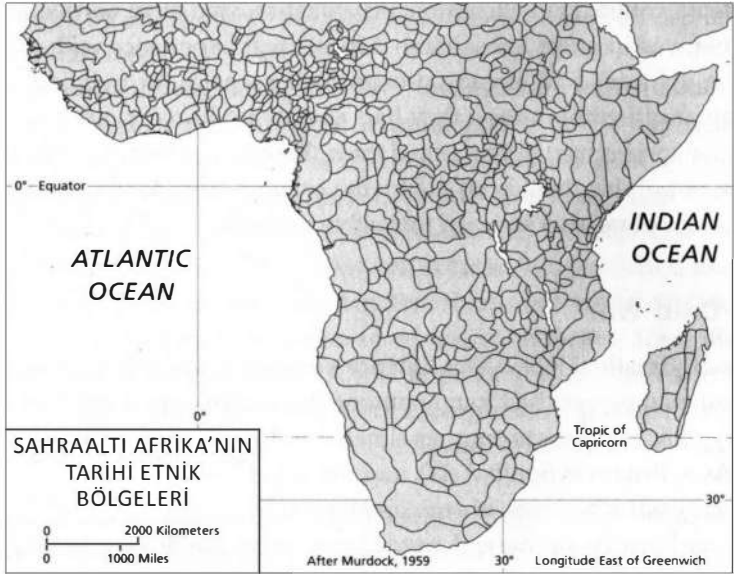 0° Equator
ATLANTIC
OCEAN
INDIAN
OCEAN
0°
Tropic of
Capricorn
SAHRAALTI AFRİKA’NIN
TARİHİ ETNİK
BÖLGELERİ
30°
0 2000 Kilometers
0 1000 Miles
After Murdock, 1959
30°
Longitude East of Greenwich